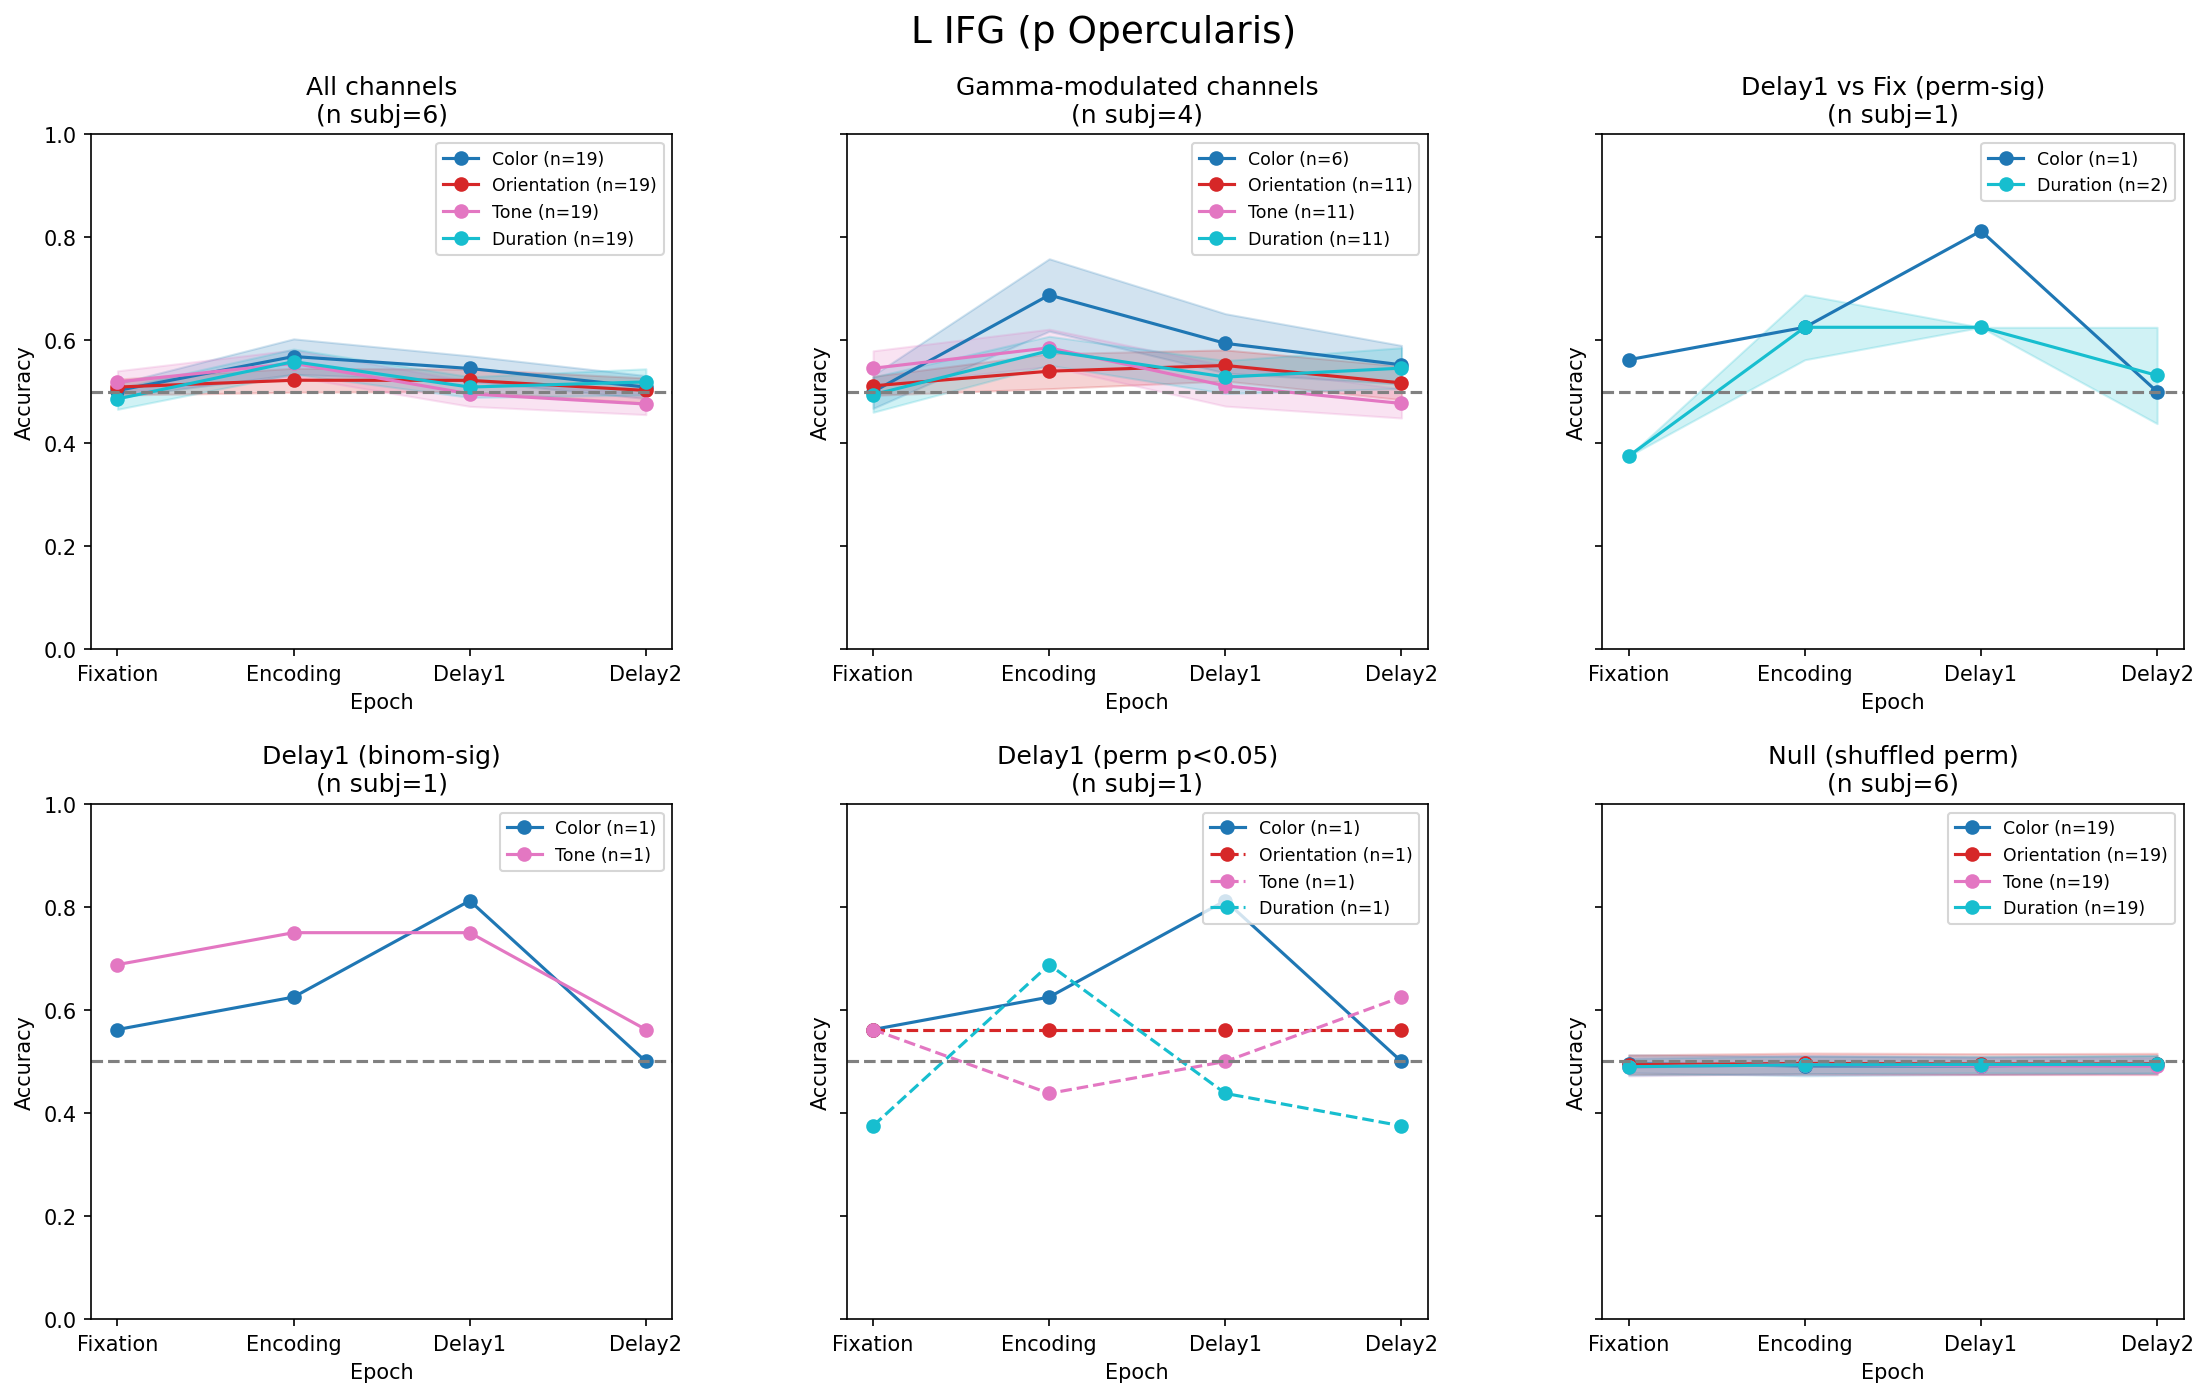 L IFG (p Opercularis)
All channels
(n subj=6)
Accuracy
1.0
0.8
0.6
0.4
0.2
0.0
Color (n=19)
Orientation (n=19)
Tone (n=19)
Duration (n=19)
Fixation Encoding Delay1 Delay2
Epoch
Gamma-modulated channels
(n subj=4)
Accuracy
Color (n=6)
Orientation (n=11)
Tone (n=11)
Duration (n=11)
Fixation Encoding Delay1 Delay2
Epoch
Delay1 vs Fix (perm-sig)
(n subj=1)
Accuracy
Color (n=1)
Duration (n=2)
Fixation Encoding Delay1 Delay2
Epoch
Delay1 (binom-sig)
(n subj=1)
Accuracy
1.0
0.8
0.6
0.4
0.2
0.0
Color (n=1)
Tone (n=1)
Fixation Encoding Delay1 Delay2
Epoch
Delay1 (perm p<0.05)
(n subj=1)
Accuracy
Color (n=1)
Orientation (n=1)
Tone (n=1)
Duration (n=1)
Fixation Encoding Delay1 Delay2
Epoch
Null (shuffled perm)
(n subj=6)
Accuracy
Color (n=19)
Orientation (n=19)
Tone (n=19)
Duration (n=19)
Fixation Encoding Delay1 Delay2
Epoch